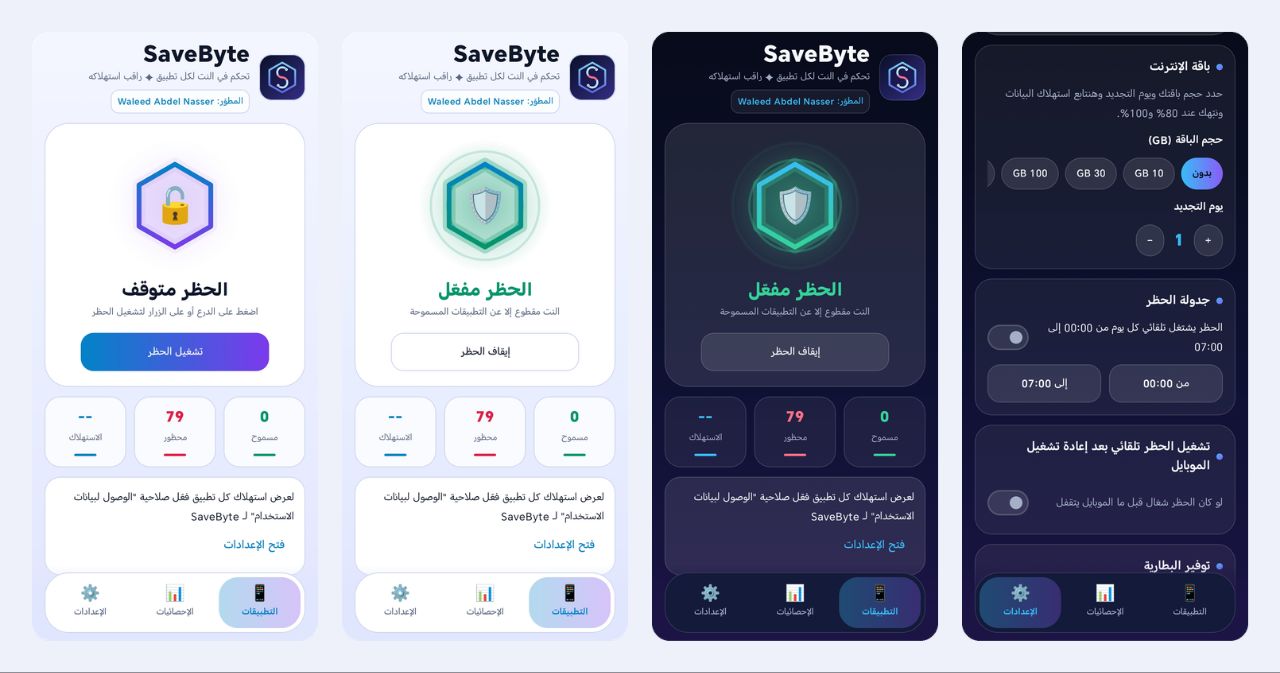 SaveByte
تحكم في النت لكل تطبيق ✦ راقب استهلاكه
المطوّر: Waleed Abdel Nasser
الحظر متوقف
اضغط على الدرع أو على الزرار لتشغيل الحظر
تشغيل الحظر
0
79
--
مسموح
محظور
الاستهلاك
لعرض استهلاك كل تطبيق فعّل صلاحية "الوصول لبيانات
الاستخدام" لـ SaveByte
فتح الإعدادات
التطبيقات
الإحصائيات
الإعدادات
SaveByte
تحكم في النت لكل تطبيق ✦ راقب استهلاكه
المطوّر: Waleed Abdel Nasser
الحظر مفعّل
النت مقطوع إلا عن التطبيقات المسموحة
إيقاف الحظر
0
79
--
مسموح
محظور
الاستهلاك
لعرض استهلاك كل تطبيق فعّل صلاحية "الوصول لبيانات
الاستخدام" لـ SaveByte
فتح الإعدادات
التطبيقات
الإحصائيات
الإعدادات
SaveByte
تحكم في النت لكل تطبيق ✦ راقب استهلاكه
المطوّر: Waleed Abdel Nasser
الحظر مفعّل
النت مقطوع إلا عن التطبيقات المسموحة
إيقاف الحظر
0
79
--
مسموح
محظور
الاستهلاك
لعرض استهلاك كل تطبيق فعّل صلاحية "الوصول لبيانات
الاستخدام" لـ SaveByte
فتح الإعدادات
التطبيقات
الإحصائيات
الإعدادات
باقة الإنترنت
حدد حجم باقتك ويوم التجديد وهنتابع استهلاك البيانات
وننبّهك عند 80% و100%.
حجم الباقة (GB)
بدون
10 GB
30 GB
100 GB
يوم التجديد
+
1
-
جدولة الحظر
الحظر يشتغل تلقائي كل يوم من 00:00 إلى
07:00
من 00:00
إلى 07:00
تشغيل الحظر تلقائي بعد إعادة تشغيل
الموبايل
لو كان الحظر شغال قبل ما الموبايل يتقفل
توفير البطارية
التطبيقات
الإحصائيات
الإعدادات